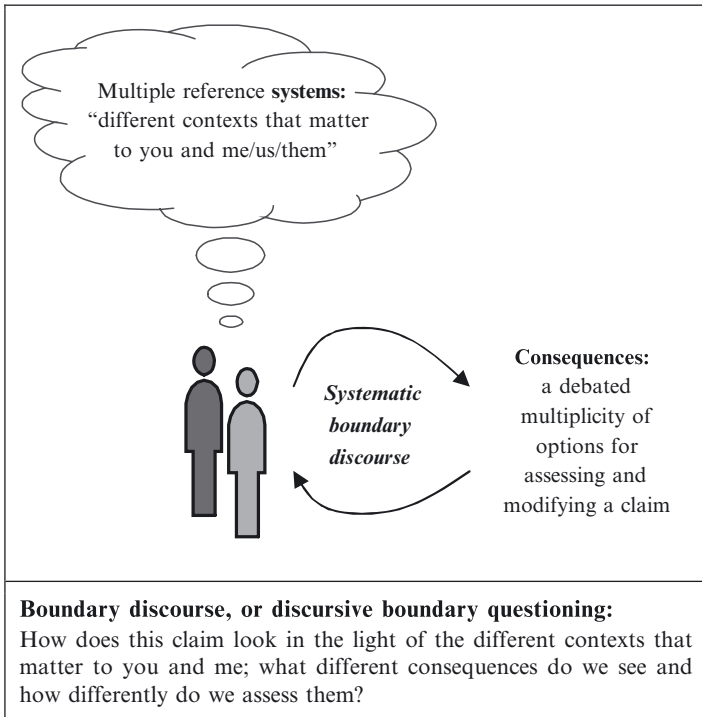 Multiple reference systems:
“different contexts that matter
to you and me/us/them”
Systematic
boundary
discourse
Consequences:
a debated
multiplicity of
options for
assessing and
modifying a claim
Boundary discourse, or discursive boundary questioning:
How does this claim look in the light of the different contexts that
matter to you and me; what different consequences do we see and
how differently do we assess them?